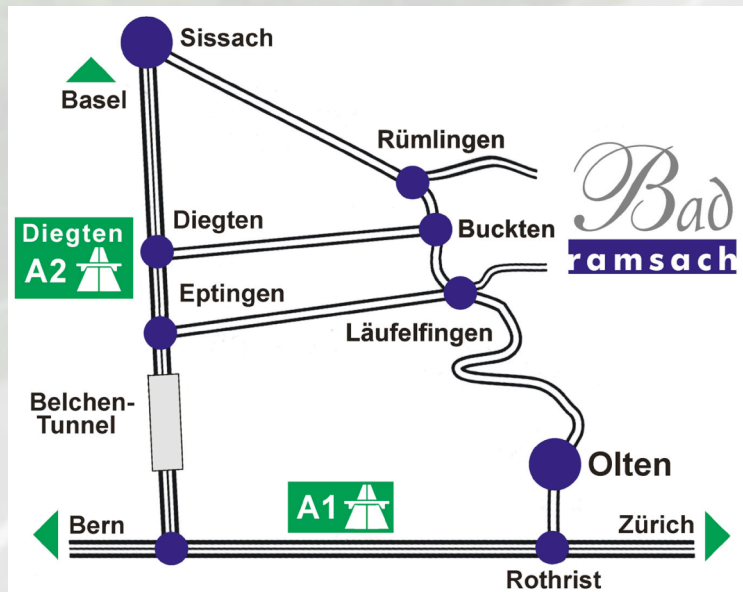 Sissach
Basel
Rümlingen
Bad
ramsach
Diegten
Diegten
A2
Buckten
Eptingen
Läufelfingen
Belchen-
Tunnel
Olten
A1
Bern
Zürich
Rothrist